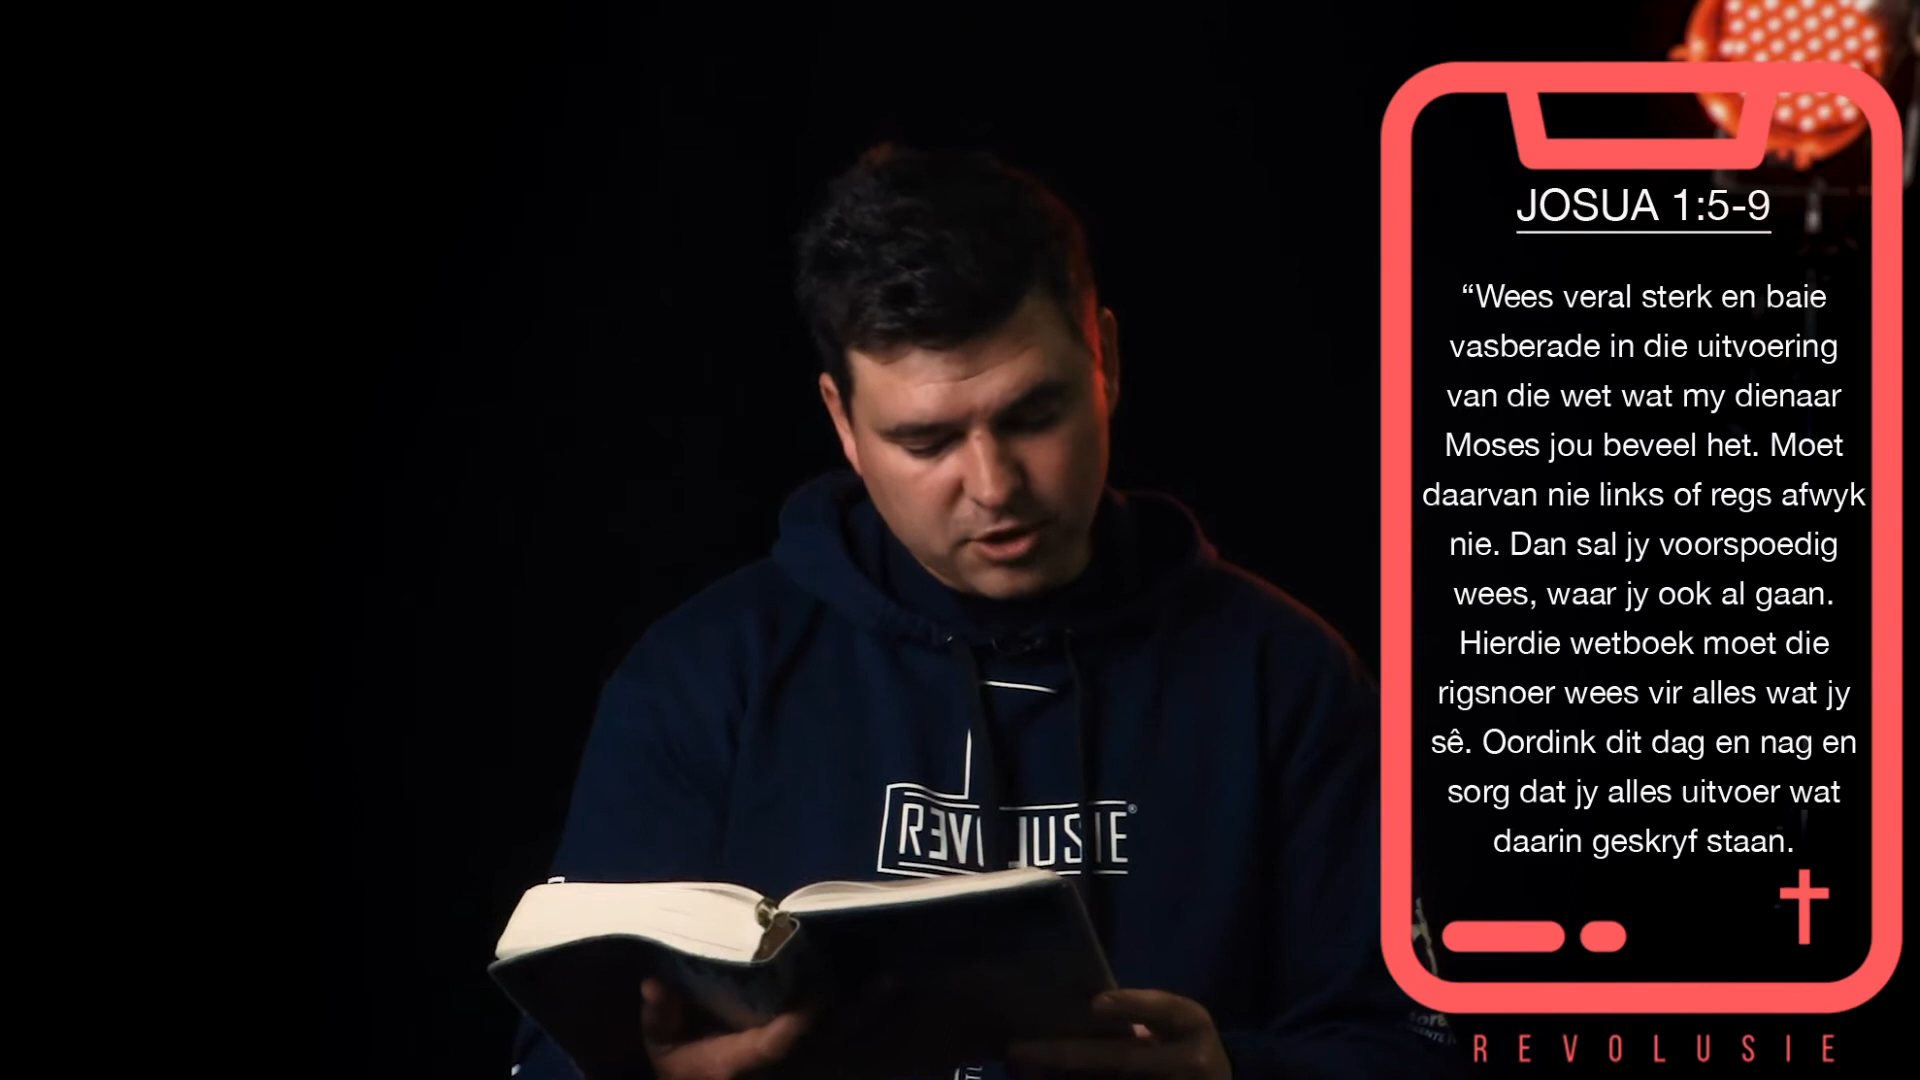 JOSUA 1:5-9
“Wees veral sterk en baie
vasberade in die uitvoering
van die wet wat my dienaar
Moses jou beveel het. Moet
daarvan nie links of regs afwyk
nie. Dan sal jy voorspoedig
wees, waar jy ook al gaan.
Hierdie wetboek moet die
rigsnoer wees vir alles wat jy
sê. Oordink dit dag en nag en
sorg dat jy alles uitvoer wat
daarin geskryf staan.
REVOLUSIE